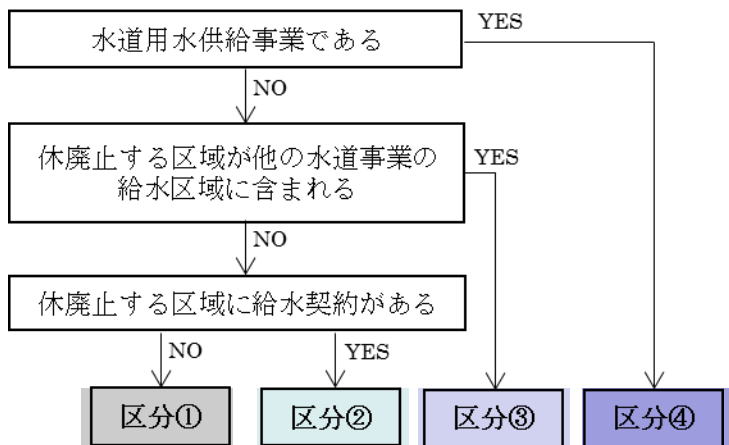 水道用水供給事業である
YES
NO
休廃止する区域が他の水道事業の
給水区域に含まれる
YES
NO
休廃止する区域に給水契約がある
NO
YES
区分①
区分②
区分③
区分④